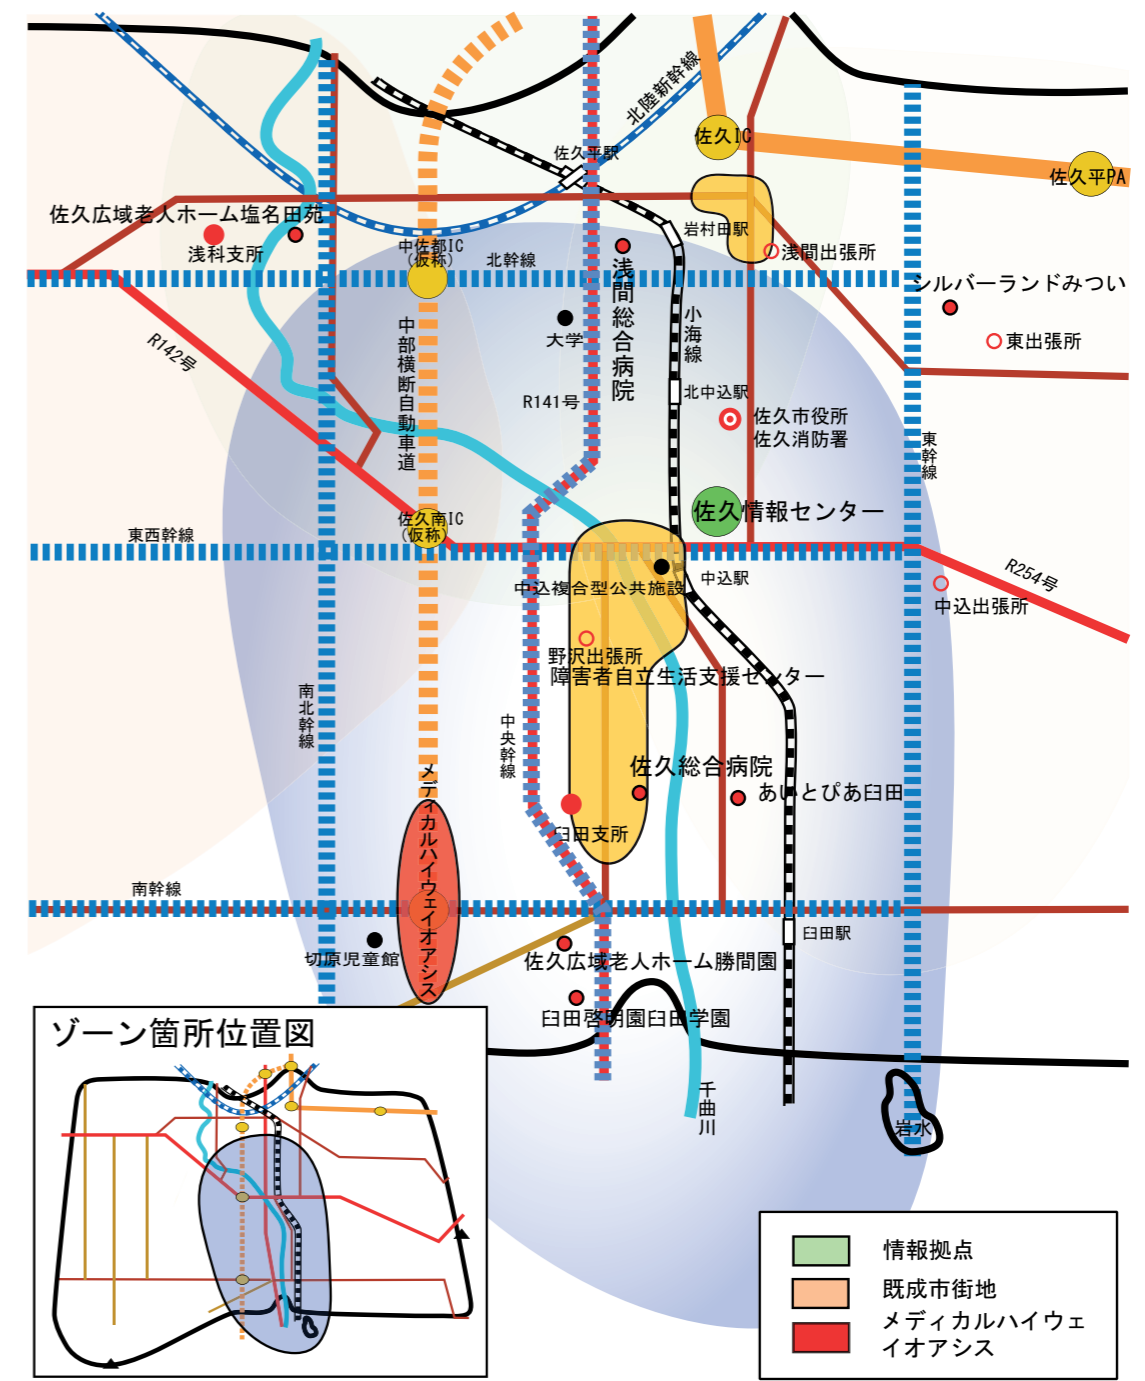 北陸新幹線
佐久平駅
佐久IC
佐久平PA
佐久広域老人ホーム塩名田苑
浅科支所
中佐都IC
（仮称）
北幹線
岩村田駅
浅間出張所
シルバーランドみつい
東出張所
浅間総合病院
大学
小海線
R142号
中部横断自動車道
R141号
北中込駅
佐久市役所
佐久消防署
東幹線
佐久情報センター
佐久南IC
（仮称）
東西幹線
R254号
中込複合型公共施設
中込駅
中込出張所
野沢出張所
障害者自立生活支援センター
南北幹線
中央幹線
佐久総合病院
あいとぴあ臼田
メディカルハイウェイオアシス
臼田支所
南幹線
臼田駅
切原児童館
佐久広域老人ホーム勝間園
臼田啓明園臼田学園
千曲川
岩水
ゾーン箇所位置図
情報拠点
既成市街地
メディカルハイウェ
イオアシス